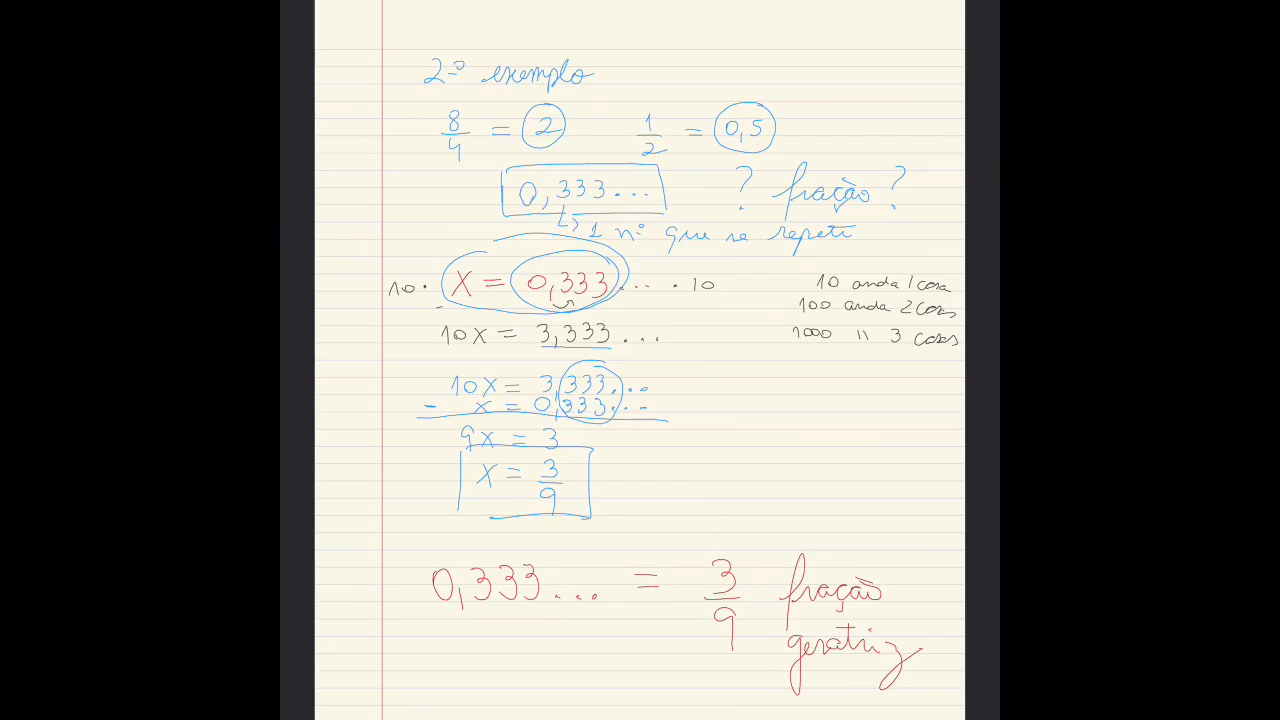 2º exemplo
8/4 = 2 1/2 = 0,5
0,333... ? fração ?
↳ 1 nº que se repeti
10 · x = 0,333... · 10 10 anda 1 casa
100 anda 2 casas
10x = 3,333... 1000 " 3 casas
10x = 3,333...
- x = 0,333...
9x = 3
x = 3/9
0,333... = 3/9 fração
geratriz